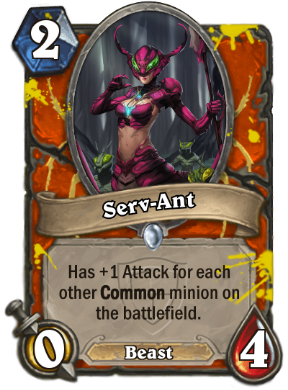 2
Serv-Ant
Has +1 Attack for each
other Common minion on
the battlefield.
0
Beast
4